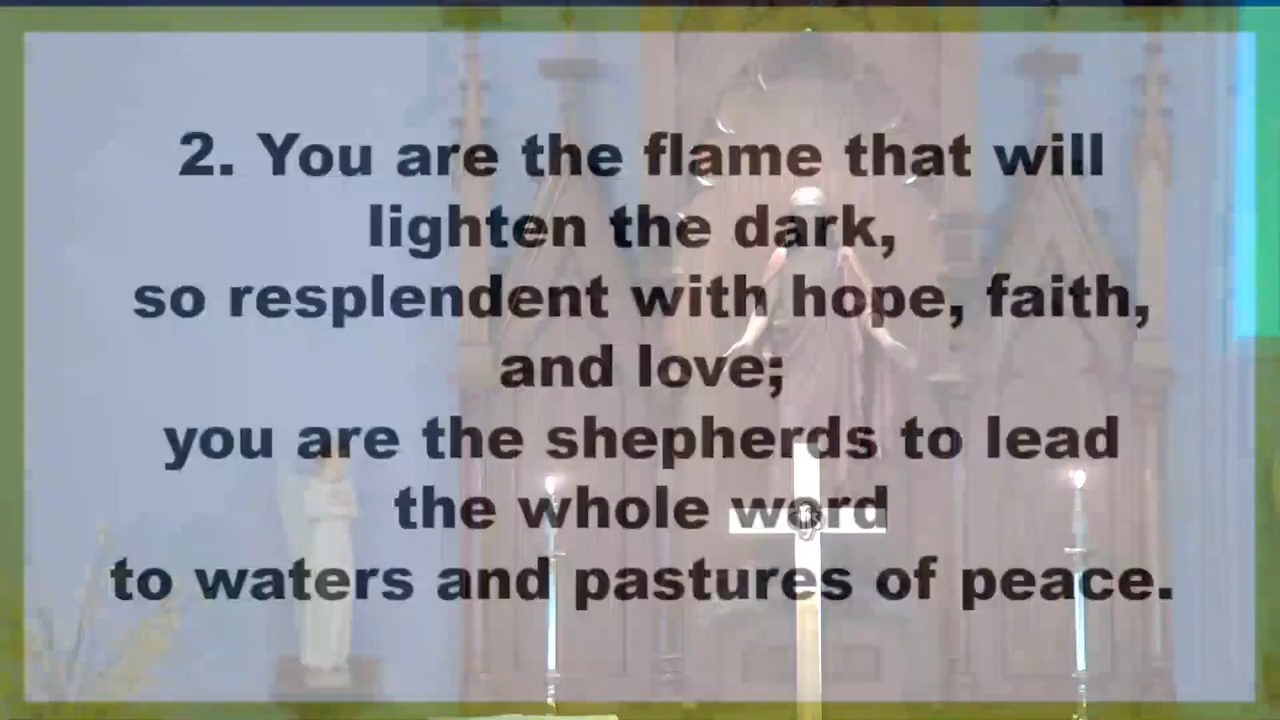 2. You are the flame that will
lighten the dark,
so resplendent with hope, faith,
and love;
you are the shepherds to lead
the whole word
to waters and pastures of peace.